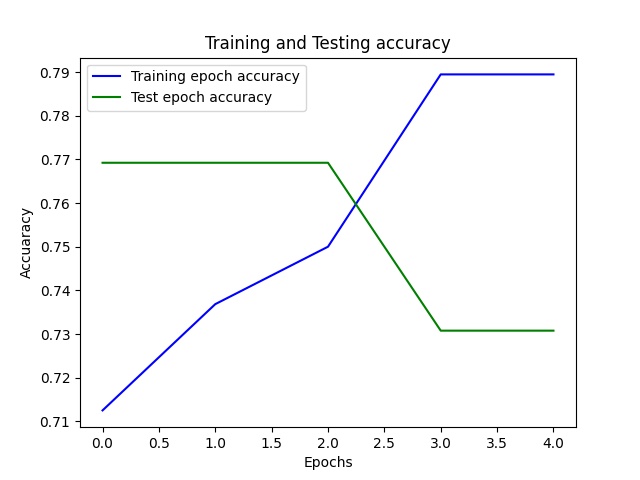 Training and Testing accuracy
Training epoch accuracy
Test epoch accuracy
0.79
0.78
0.77
0.76
0.75
0.74
0.73
0.72
0.71
Accuaracy
0.0 0.5 1.0 1.5 2.0 2.5 3.0 3.5 4.0
Epochs